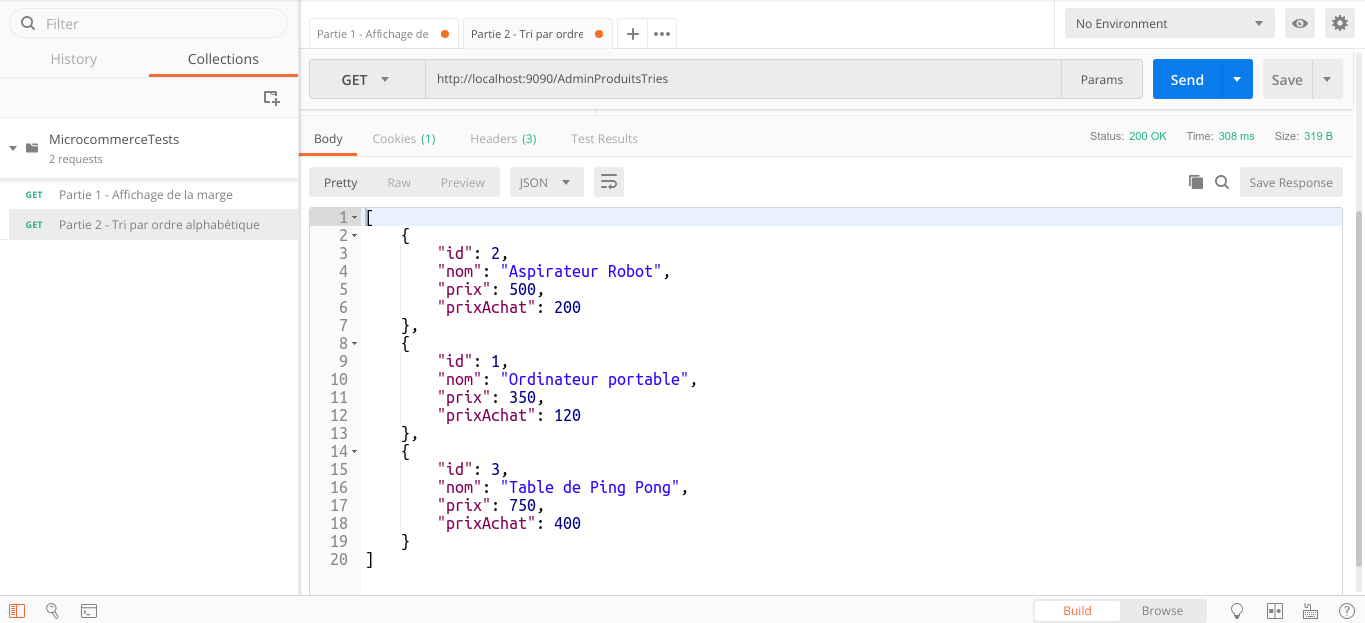 Filter
History
Collections
MicrocommerceTests
2 requests
GET Partie 1 - Affichage de la marge
GET Partie 2 - Tri par ordre alphabétique
Partie 1 - Affichage de
Partie 2 - Tri par ordre
No Environment
GET
http://localhost:9090/AdminProduitsTries
Params
Send
Save
Body
Cookies (1)
Headers (3)
Test Results
Status: 200 OK
Time: 308 ms
Size: 319 B
Pretty
Raw
Preview
JSON
Save Response
1 [
2 {
3 "id": 2,
4 "nom": "Aspirateur Robot",
5 "prix": 500,
6 "prixAchat": 200
7 },
8 {
9 "id": 1,
10 "nom": "Ordinateur portable",
11 "prix": 350,
12 "prixAchat": 120
13 },
14 {
15 "id": 3,
16 "nom": "Table de Ping Pong",
17 "prix": 750,
18 "prixAchat": 400
19 }
20 ]
Build
Browse